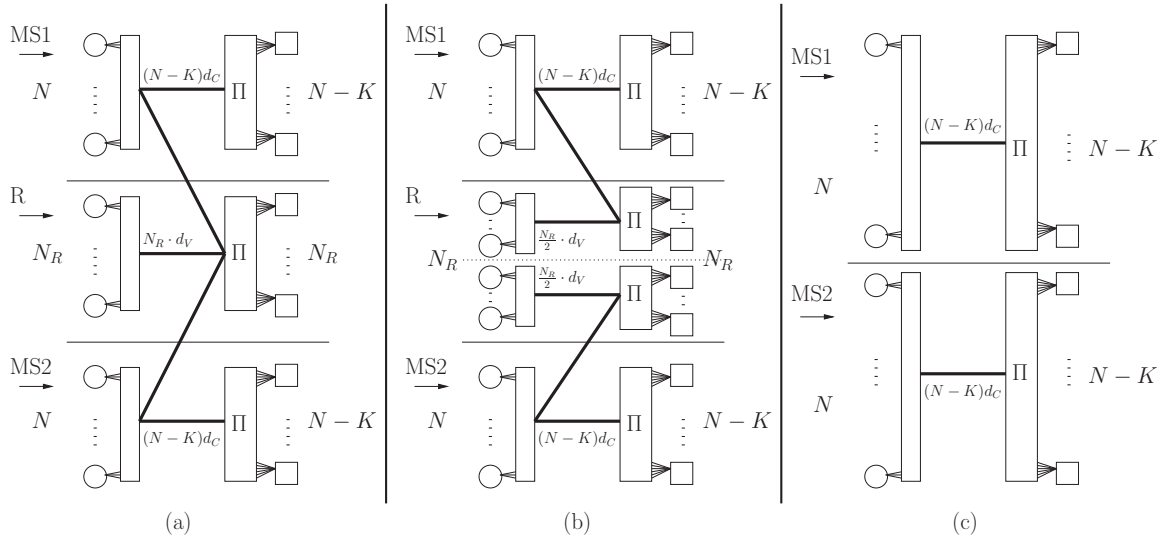 MS1
N
(N − K)d_C
Π
N − K
R
N_R
N_R · d_V
Π
N_R
MS2
N
(N − K)d_C
Π
N − K
(a)
MS1
N
(N − K)d_C
Π
N − K
R
N_R
N_R/2 · d_V
Π
N_R
N_R/2 · d_V
Π
MS2
N
(N − K)d_C
Π
N − K
(b)
MS1
N
(N − K)d_C
Π
N − K
MS2
N
(N − K)d_C
Π
N − K
(c)